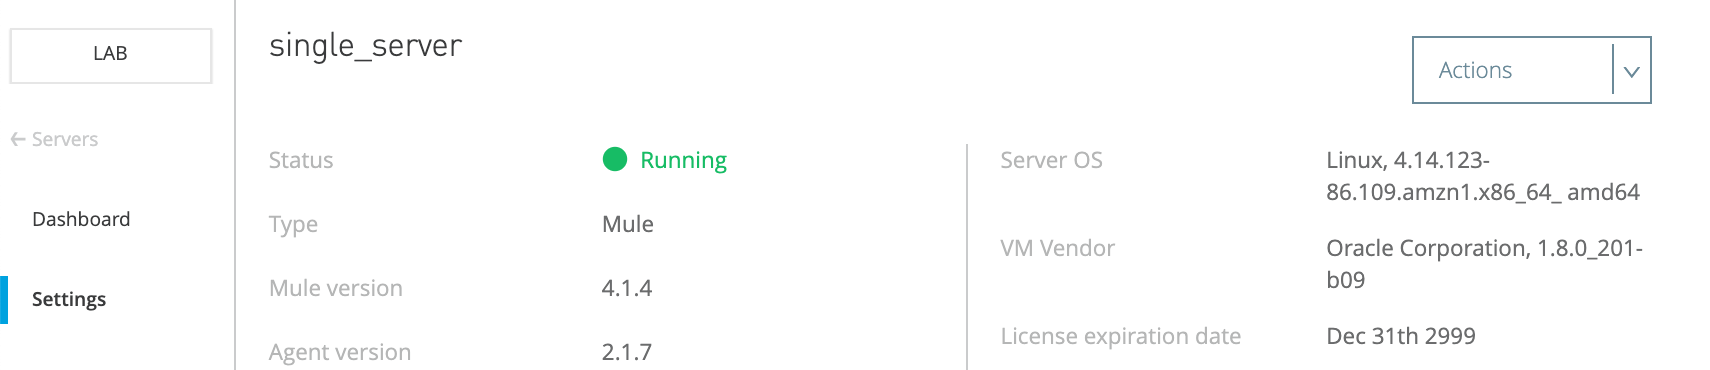 LAB
← Servers
Dashboard
Settings
single_server
Actions
Status
Running
Type
Mule
Mule version
4.1.4
Agent version
2.1.7
Server OS
Linux, 4.14.123-
86.109.amzn1.x86_64_ amd64
VM Vendor
Oracle Corporation, 1.8.0_201-
b09
License expiration date
Dec 31th 2999